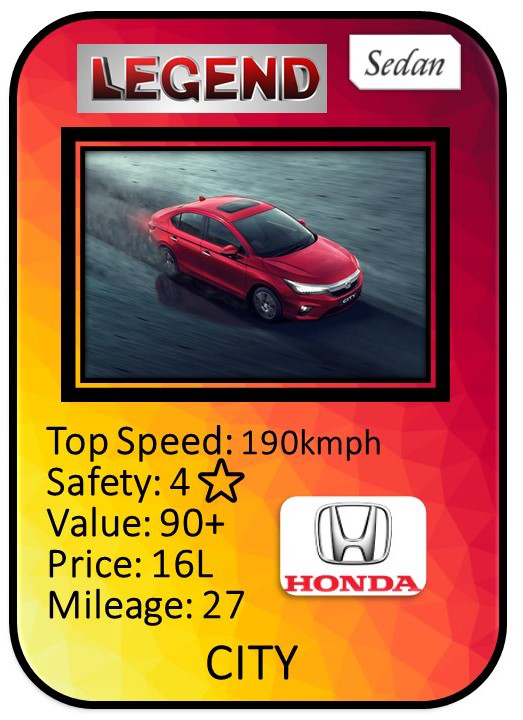 LEGEND
Sedan
Top Speed: 190kmph
Safety: 4
Value: 90+
Price: 16L
Mileage: 27
HONDA
CITY